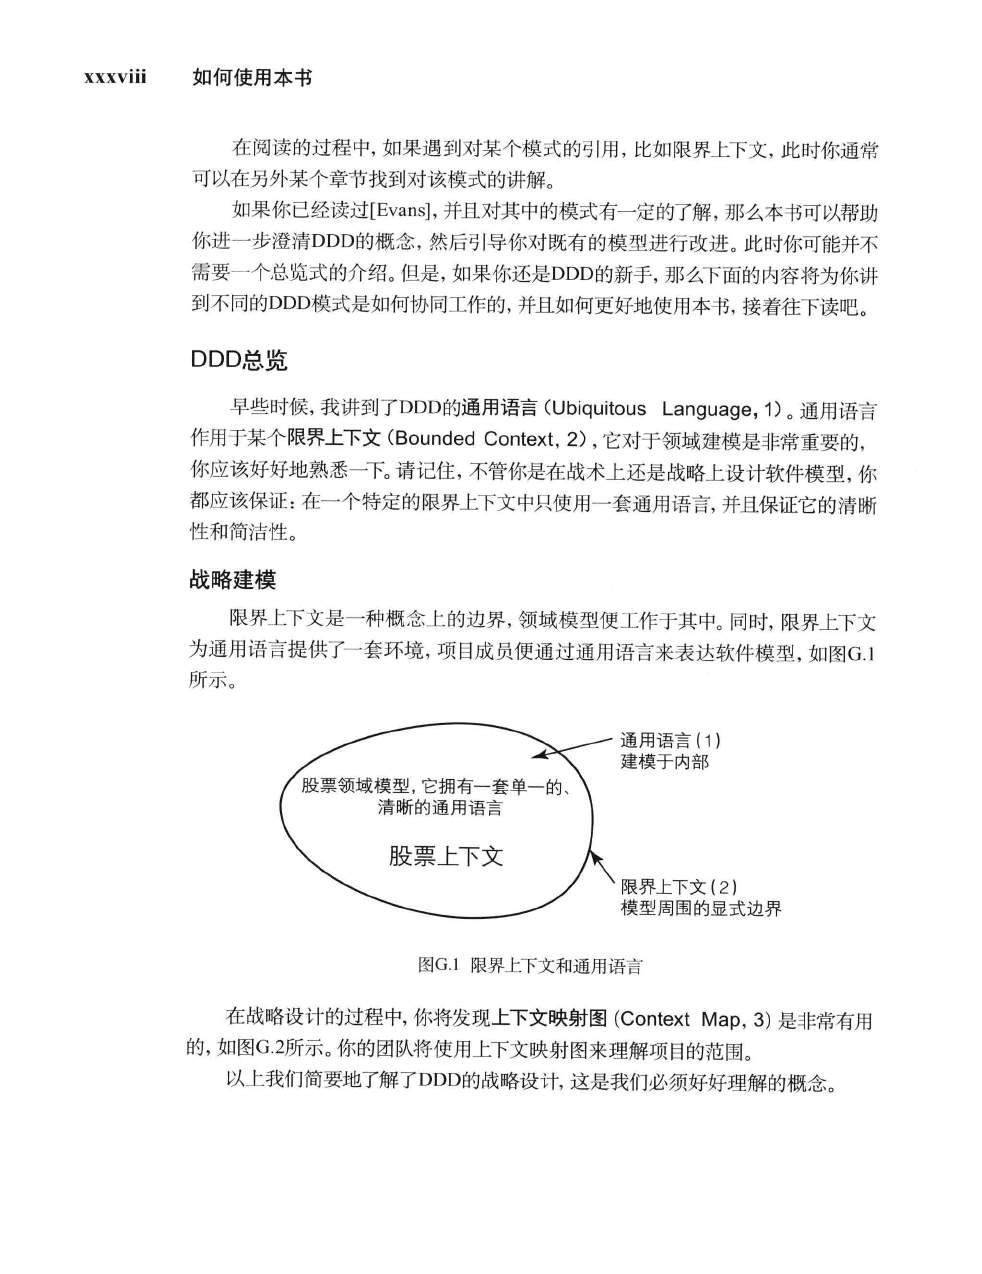 xxxviii 如何使用本书
在阅读的过程中, 如果遇到对某个模式的引用, 比如限界上下文, 此时你通常
可以在另外某个章节找到对该模式的讲解。
如果你已经读过[Evans], 并且对其中的模式有一定的了解, 那么本书可以帮助
你进一步澄清DDD的概念, 然后引导你对既有的模型进行改进。此时你可能并不
需要一个总览式的介绍。但是, 如果你还是DDD的新手, 那么下面的内容将为你讲
到不同的DDD模式是如何协同工作的, 并且如何更好地使用本书, 接着往下读吧。
DDD总览
早些时候, 我讲到了DDD的通用语言 (Ubiquitous Language, 1) 。通用语言
作用于某个限界上下文 (Bounded Context, 2) , 它对于领域建模是非常重要的,
你应该好好地熟悉一下。请记住, 不管你是在战术上还是战略上设计软件模型, 你
都应该保证: 在一个特定的限界上下文中只使用一套通用语言, 并且保证它的清晰
性和简洁性。
战略建模
限界上下文是一种概念上的边界, 领域模型便工作于其中。同时, 限界上下文
为通用语言提供了一套环境, 项目成员便通过通用语言来表达软件模型, 如图G.1
所示。
通用语言 (1)
建模于内部
股票领域模型, 它拥有一套单一的、
清晰的通用语言
股票上下文
限界上下文 (2)
模型周围的显式边界
图G.1 限界上下文和通用语言
在战略设计的过程中, 你将发现上下文映射图 (Context Map, 3) 是非常有用
的, 如图G.2所示。你的团队将使用上下文映射图来理解项目的范围。
以上我们简要地了解了DDD的战略设计, 这是我们必须好好理解的概念。